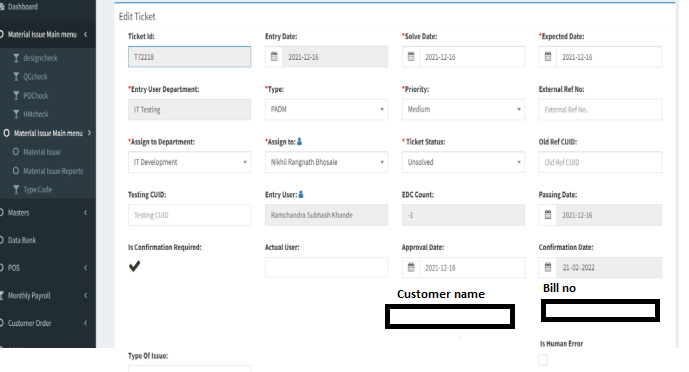 Dashboard
Material Issue Main menu
designcheck
QCcheck
POCheck
HMcheck
Material Issue Main menu
Material Issue
Material Issue Reports
Type Code
Masters
Data Bank
POS
Monthly Payroll
Customer Order
Edit Ticket
Ticket Id: Entry Date: *Solve Date: *Expected Date:
T72218 2021-12-16 2021-12-16 2021-12-16
*Entry User Department: *Type: *Priority: External Ref No:
IT Testing PADM Medium External Ref No.
*Assign to Department: *Assign to: * Ticket Status: Old Ref CUID:
IT Development Nikhil Rangnath Bhosale Unsolved Old Ref CUID
Testing CUID: Entry User: EDC Count: Passing Date:
Testing CUID Ramchandra Subhash Khande -1 2021-12-16
Is Confirmation Required: Actual User: Approval Date: Confirmation Date:
2021-12-16 21-02-2022
Customer name Bill no
Is Human Error
Type Of Issue: